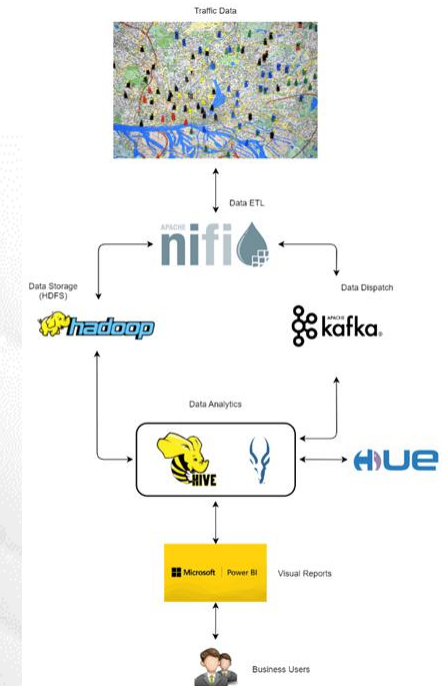 Traffic Data
Data ETL
APACHE
nifi
Data Storage
(HDFS)
hadoop
Data Dispatch
APACHE
kafka.
Data Analytics
HIVE
HUE
Microsoft | Power BI
Visual Reports
Business Users